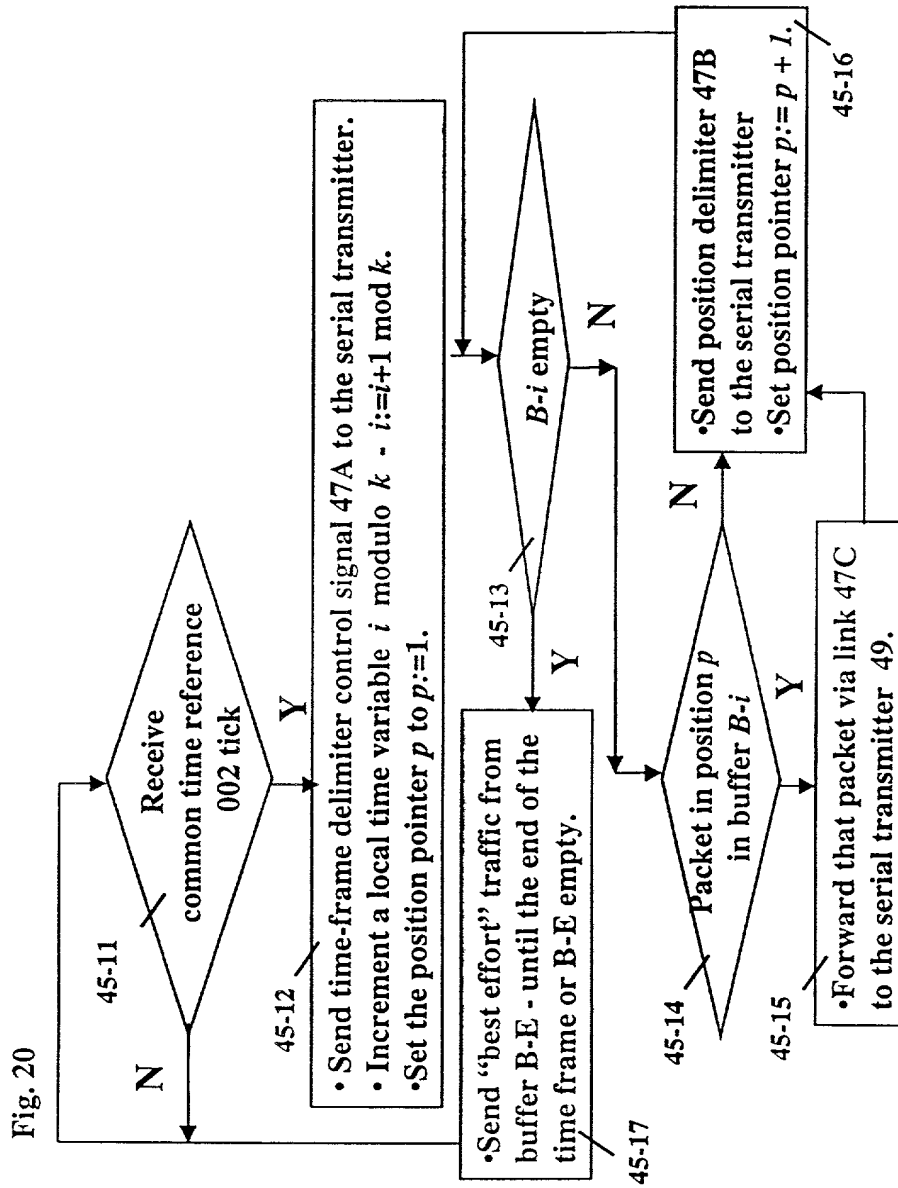 Fig. 20
45-11
Receive
common time reference
002 tick
N
Y
45-12
• Send time-frame delimiter control signal 47A to the serial transmitter.
• Increment a local time variable i modulo k - i:=i+1 mod k.
•Set the position pointer p to p:=1.
45-13
B-i empty
Y
N
•Send “best effort” traffic from
buffer B-E - until the end of the
time frame or B-E empty.
45-17
45-14
Packet in position p
in buffer B-i
N
Y
45-15
•Forward that packet via link 47C
to the serial transmitter 49.
•Send position delimiter 47B
to the serial transmitter
•Set position pointer p:= p + 1.
45-16